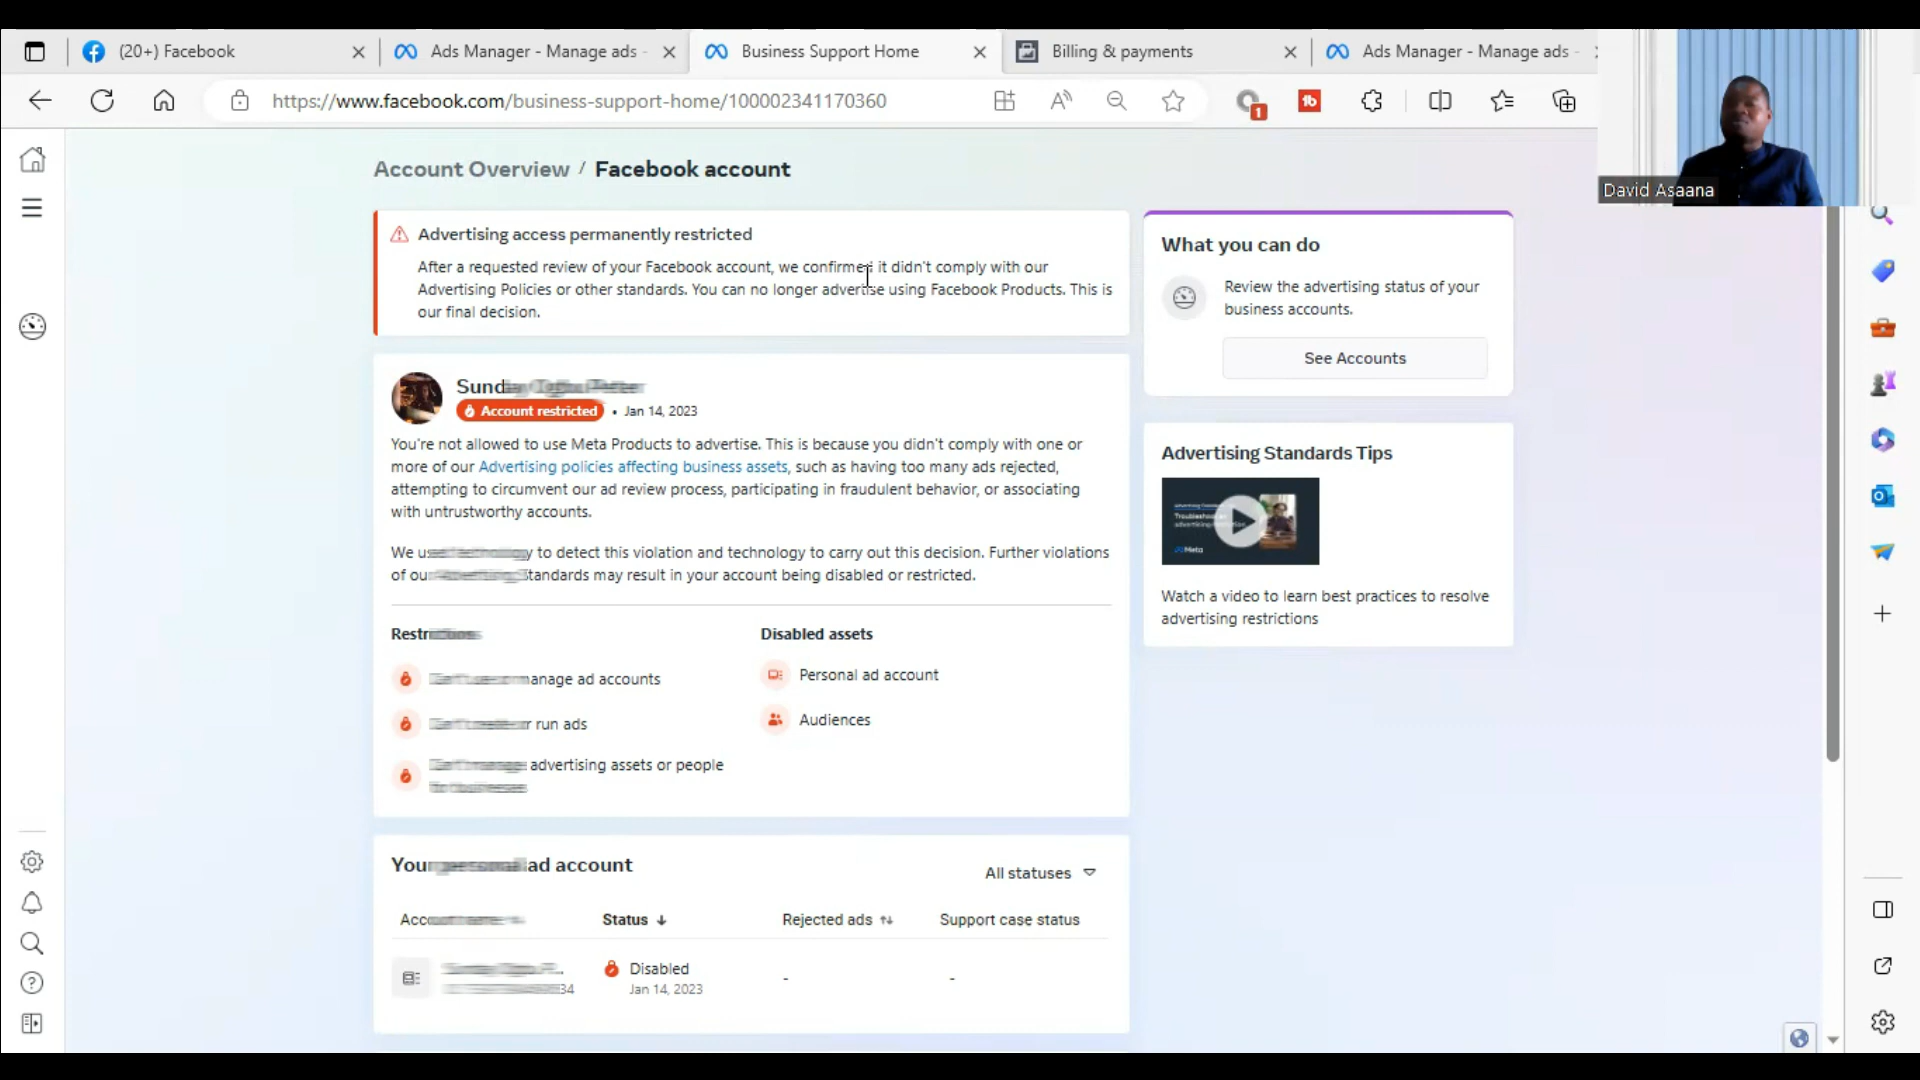 (20+) Facebook
Ads Manager - Manage ads -
Business Support Home
Billing & payments
Ads Manager - Manage ads -
https://www.facebook.com/business-support-home/100002341170360
1
tb
David Asaana
Account Overview / Facebook account
Advertising access permanently restricted
After a requested review of your Facebook account, we confirmed it didn't comply with our
Advertising Policies or other standards. You can no longer advertise using Facebook Products. This is
our final decision.
What you can do
Review the advertising status of your
business accounts.
See Accounts
Account restricted • Jan 14, 2023
You're not allowed to use Meta Products to advertise. This is because you didn't comply with one or
more of our Advertising policies affecting business assets, such as having too many ads rejected,
attempting to circumvent our ad review process, participating in fraudulent behavior, or associating
with untrustworthy accounts.
We to detect this violation and technology to carry out this decision. Further violations
of Standards may result in your account being disabled or restricted.
Advertising Standards Tips
Meta
Watch a video to learn best practices to resolve
advertising restrictions
Disabled assets
manage ad accounts
run ads
advertising assets or people
Personal ad account
Audiences
ad account
All statuses
Status
Rejected ads
Support case status
34
Disabled
Jan 14, 2023
-
-